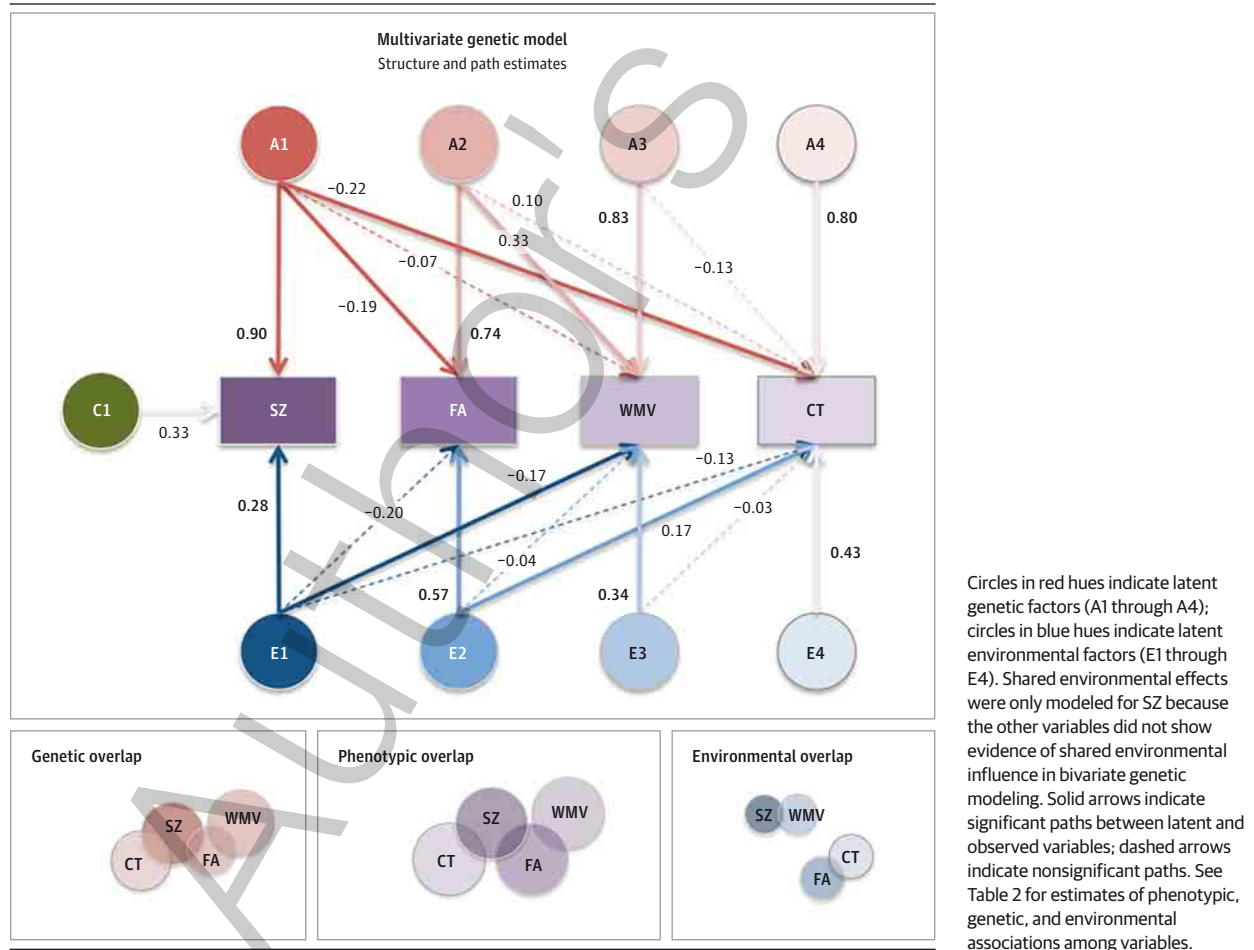 Multivariate genetic model
Structure and path estimates
A1
A2
A3
A4
−0.22
0.10
0.83
0.80
0.33
−0.07
−0.13
−0.19
0.90
0.74
C1
0.33
SZ
FA
WMV
CT
−0.17
−0.13
0.28
−0.20
−0.03
0.17
−0.04
0.43
0.57
0.34
E1
E2
E3
E4
Genetic overlap
SZ
WMV
CT
FA
Phenotypic overlap
SZ
WMV
CT
FA
Environmental overlap
SZ
WMV
CT
FA
Circles in red hues indicate latent
genetic factors (A1 through A4);
circles in blue hues indicate latent
environmental factors (E1 through
E4). Shared environmental effects
were only modeled for SZ because
the other variables did not show
evidence of shared environmental
influence in bivariate genetic
modeling. Solid arrows indicate
significant paths between latent and
observed variables; dashed arrows
indicate nonsignificant paths. See
Table 2 for estimates of phenotypic,
genetic, and environmental
associations among variables.
Author's